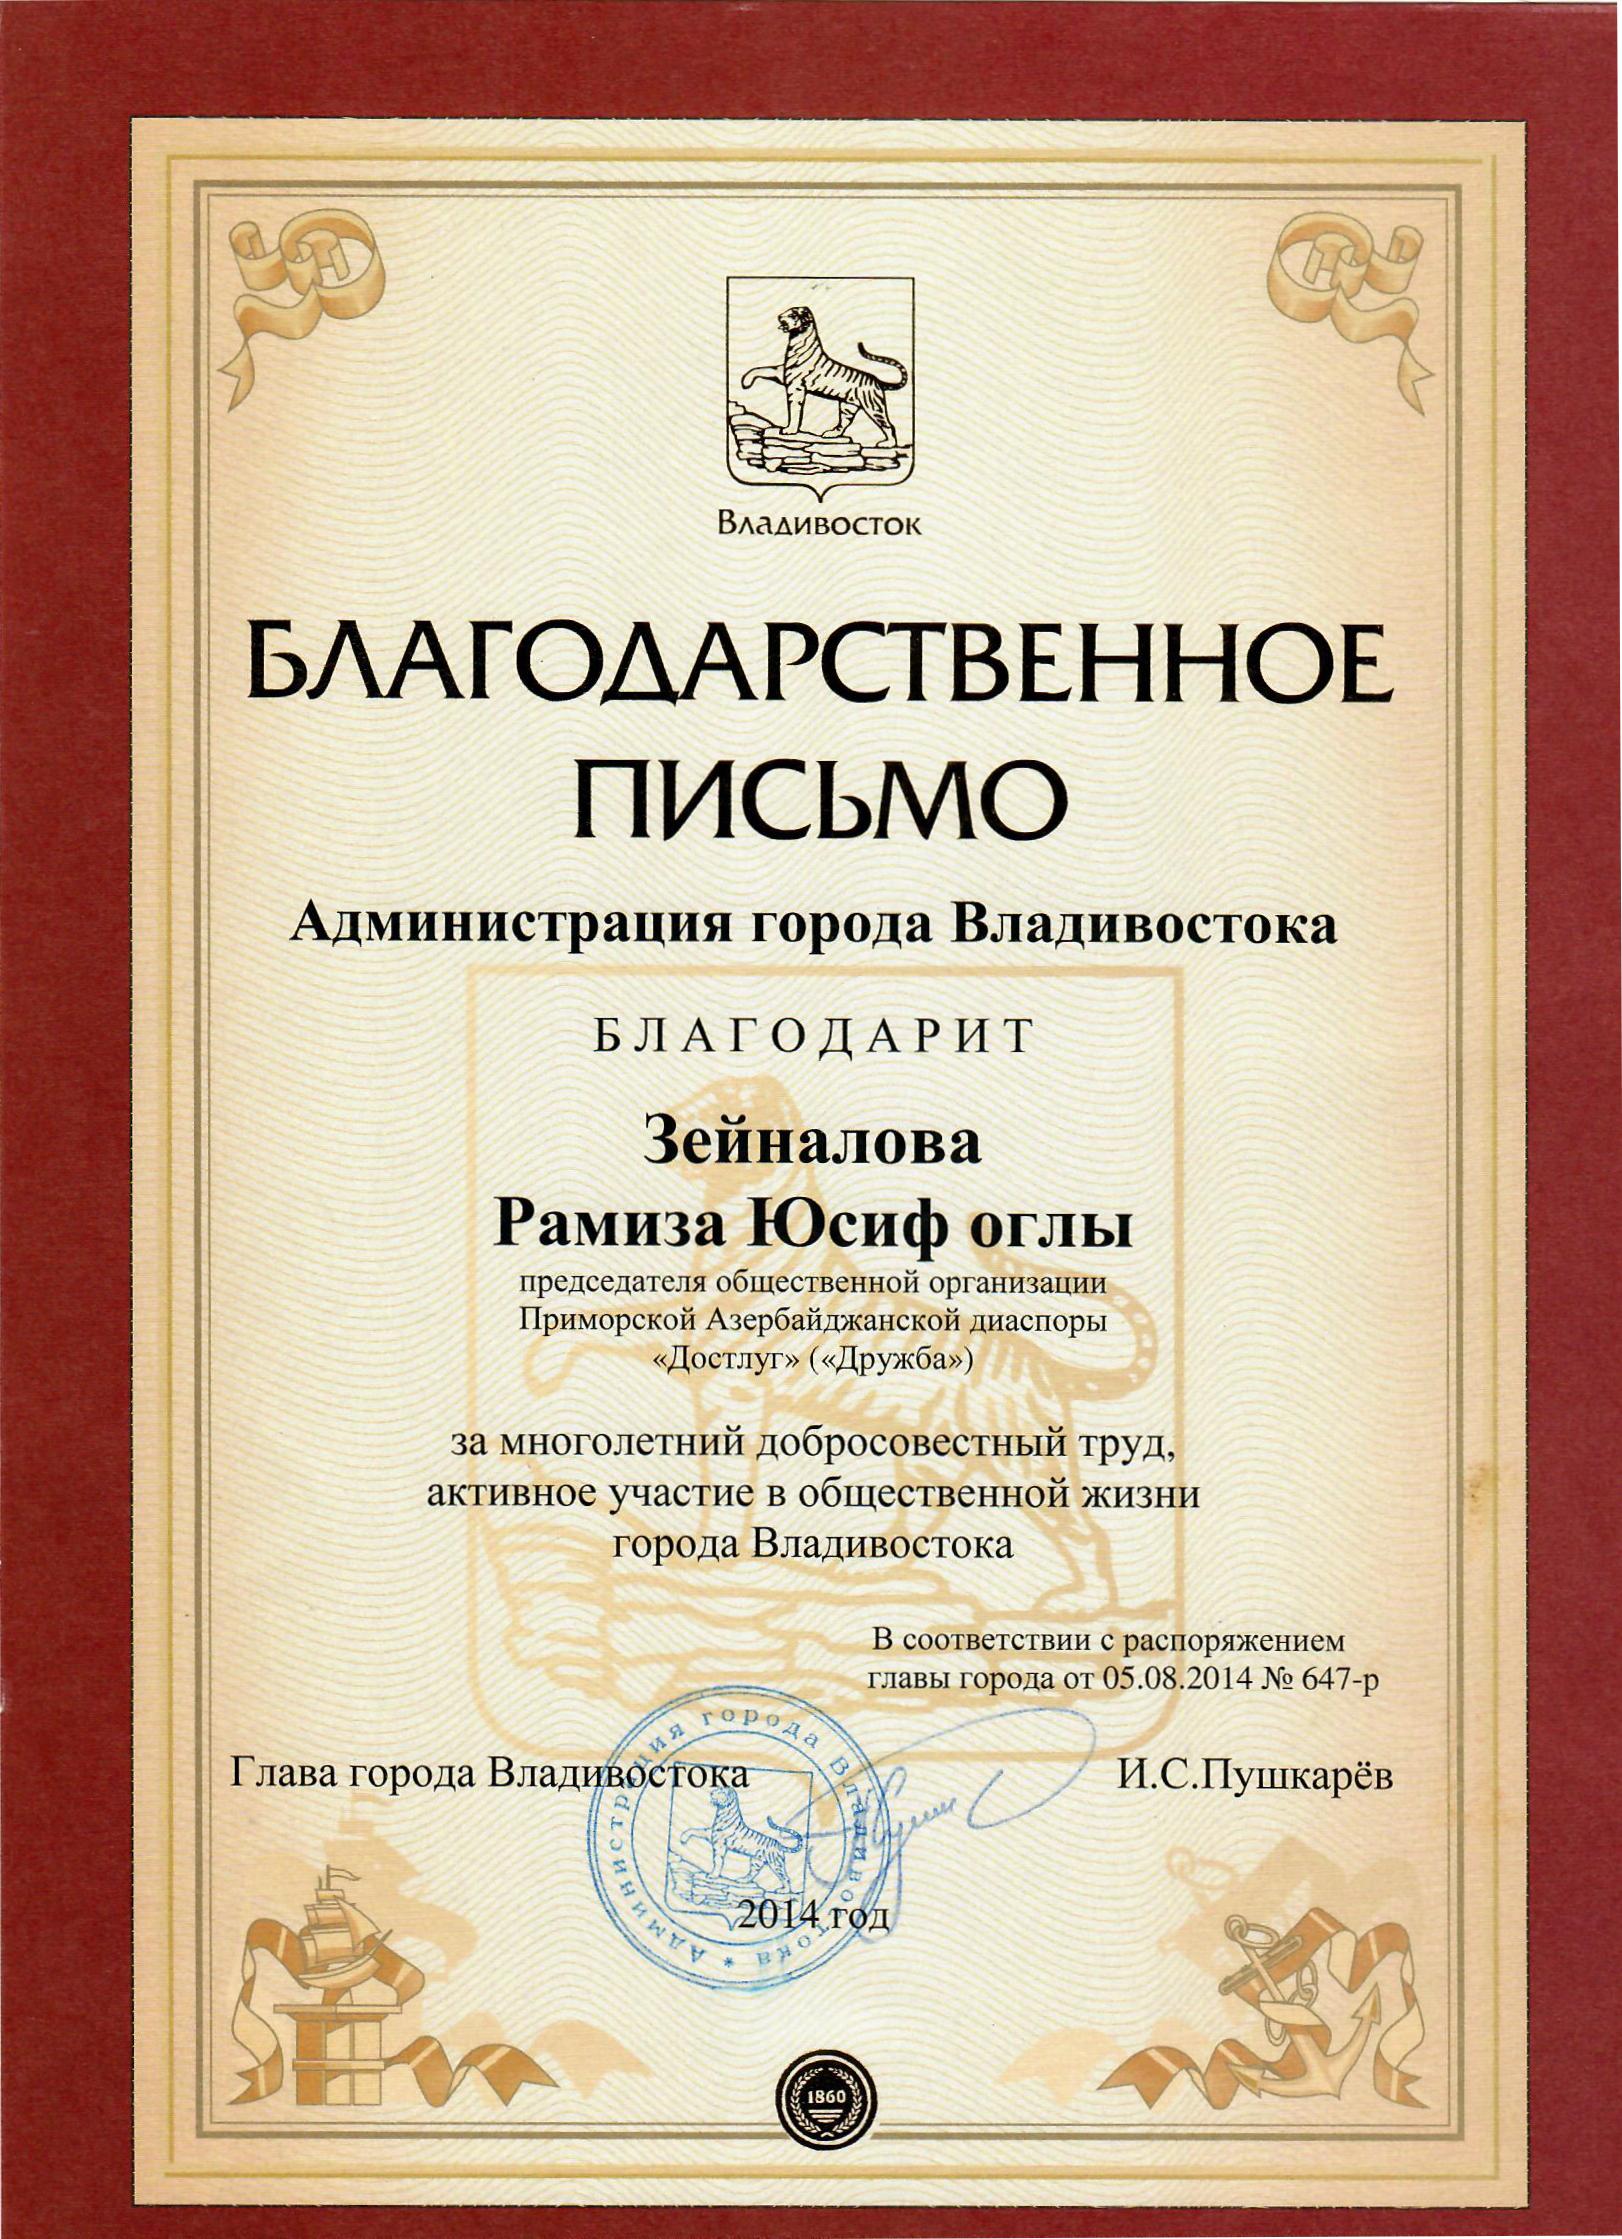 Владивосток
БЛАГОДАРСТВЕННОЕ
ПИСЬМО
Администрация города Владивостока
БЛАГОДАРИТ
Зейналова
Рамиза Юсиф оглы
председателя общественной организации
Приморской Азербайджанской диаспоры
«Достлуг» («Дружба»)
за многолетний добросовестный труд,
активное участие в общественной жизни
города Владивостока
В соответствии с распоряжением
главы города от 05.08.2014 № 647-р
Глава города Владивостока
И.С.Пушкарёв
* Администрация города Владивостока
2014 год
1860